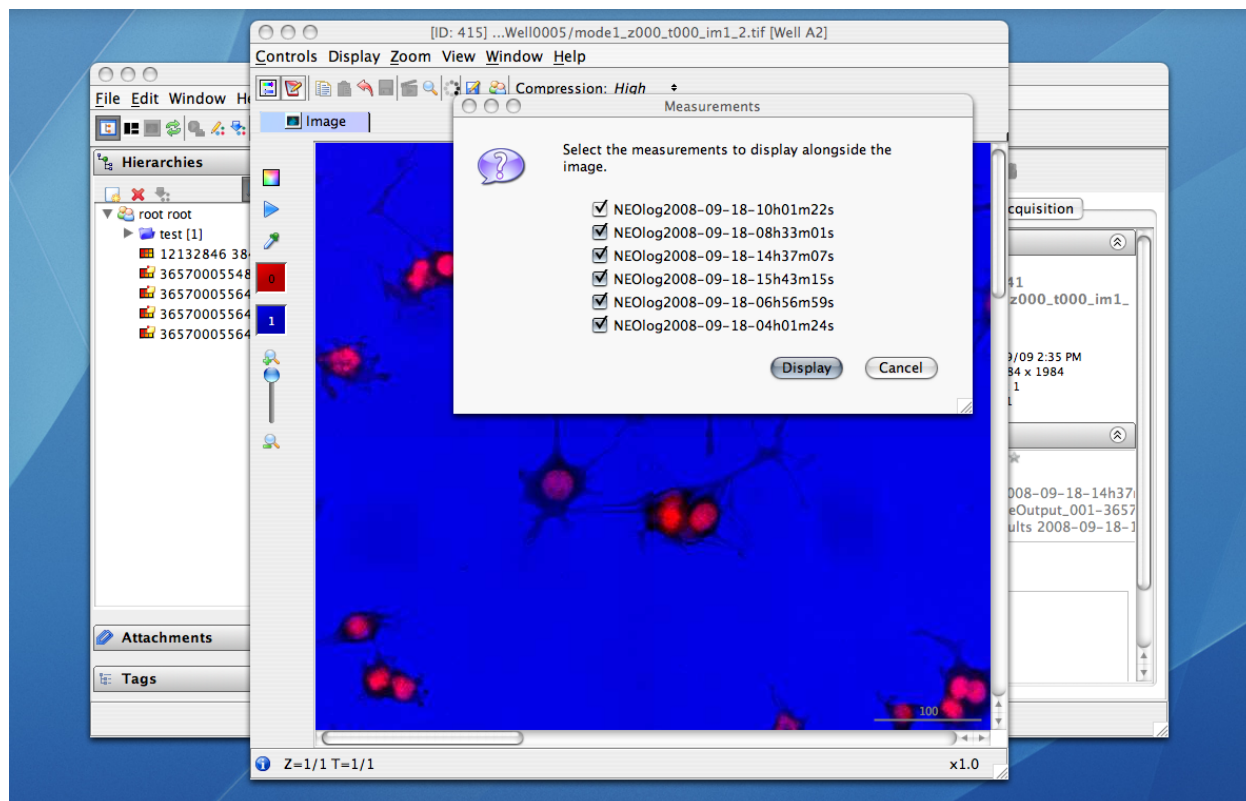 [ID: 415] ...Well0005/mode1_z000_t000_im1_2.tif [Well A2]
Controls Display Zoom View Window Help
Compression: High
Image
File Edit Window
Hierarchies
root root
test [1]
12132846
36570005548
36570005564
36570005564
36570005564
Attachments
Tags
0
1
Measurements
Select the measurements to display alongside the
image.
NEOlog2008-09-18-10h01m22s
NEOlog2008-09-18-08h33m01s
NEOlog2008-09-18-14h37m07s
NEOlog2008-09-18-15h43m15s
NEOlog2008-09-18-06h56m59s
NEOlog2008-09-18-04h01m24s
Display Cancel
100
Z=1/1 T=1/1 x1.0
cquisition
41
z000_t000_im1_
9/09 2:35 PM
84 x 1984
1
1
008-09-18-14h37
eOutput_001-3657
ults 2008-09-18-1